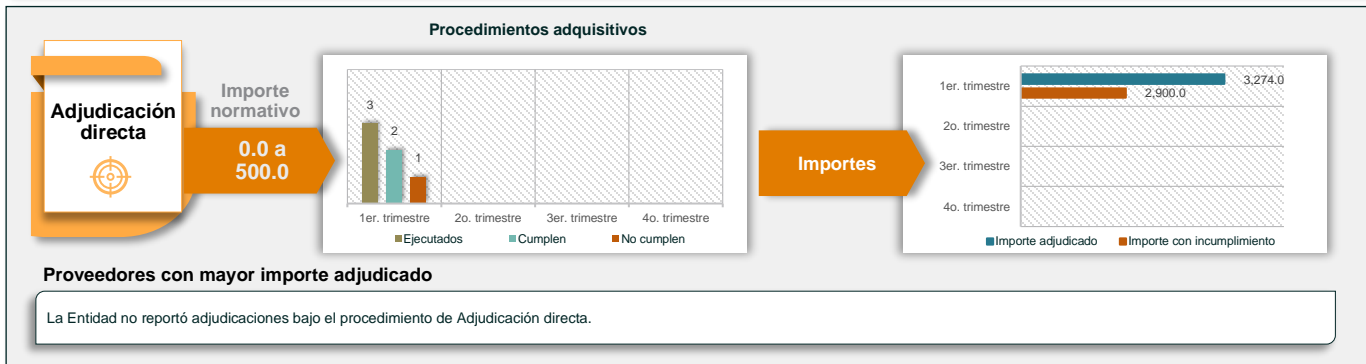 Procedimientos adquisitivos
Adjudicación
directa
Importe
normativo
0.0 a
500.0
3
2
1
1er. trimestre
2o. trimestre
3er. trimestre
4o. trimestre
Ejecutados
Cumplen
No cumplen
Importes
1er. trimestre
3,274.0
2,900.0
2o. trimestre
3er. trimestre
4o. trimestre
Importe adjudicado
Importe con incumplimiento
Proveedores con mayor importe adjudicado
La Entidad no reportó adjudicaciones bajo el procedimiento de Adjudicación directa.